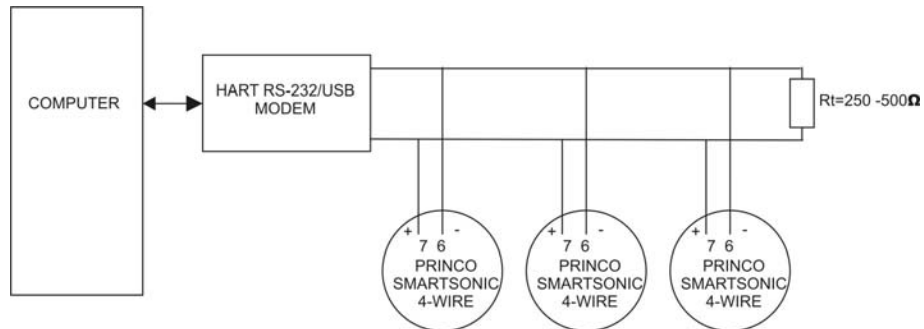 COMPUTER
HART RS-232/USB
MODEM
Rt=250 -500Ω
+ 7 6 -
PRINCO
SMARTSONIC
4-WIRE
+ 7 6 -
PRINCO
SMARTSONIC
4-WIRE
+ 7 6 -
PRINCO
SMARTSONIC
4-WIRE